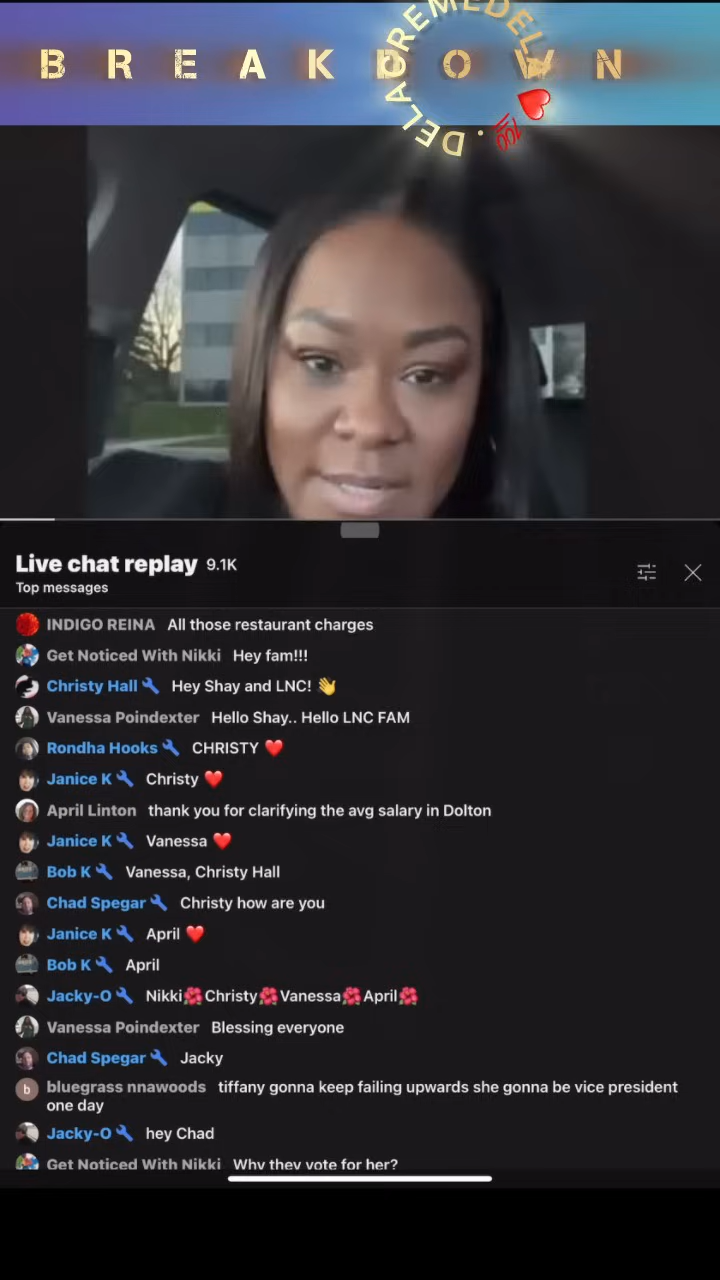 BREAKDOWN
DELACREMEDEL
DELA
Live chat replay 9.1K
Top messages
INDIGO REINA All those restaurant charges
Get Noticed With Nikki Hey fam!!!
Christy Hall 🔧 Hey Shay and LNC! 👋
Vanessa Poindexter Hello Shay.. Hello LNC FAM
Rondha Hooks 🔧 CHRISTY ❤️
Janice K 🔧 Christy ❤️
April Linton thank you for clarifying the avg salary in Dolton
Janice K 🔧 Vanessa ❤️
Bob K 🔧 Vanessa, Christy Hall
Chad Spegar 🔧 Christy how are you
Janice K 🔧 April ❤️
Bob K 🔧 April
Jacky-O 🔧 Nikki🌺Christy🌺Vanessa🌺April🌺
Vanessa Poindexter Blessing everyone
Chad Spegar 🔧 Jacky
b bluegrass nnawoods tiffany gonna keep failing upwards she gonna be vice president
one day
Jacky-O 🔧 hey Chad
Get Noticed With Nikki Why they vote for her?